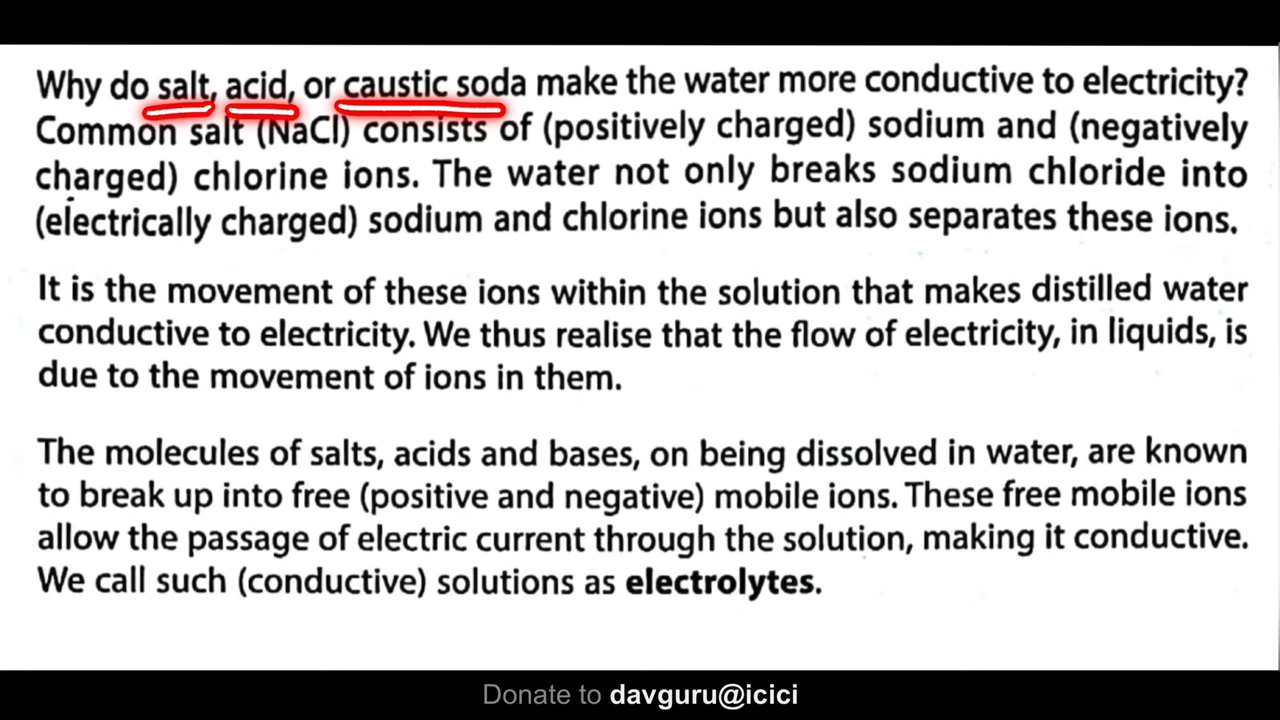 Why do salt, acid, or caustic soda make the water more conductive to electricity?
Common salt (NaCl) consists of (positively charged) sodium and (negatively
charged) chlorine ions. The water not only breaks sodium chloride into
(electrically charged) sodium and chlorine ions but also separates these ions.
It is the movement of these ions within the solution that makes distilled water
conductive to electricity. We thus realise that the flow of electricity, in liquids, is
due to the movement of ions in them.
The molecules of salts, acids and bases, on being dissolved in water, are known
to break up into free (positive and negative) mobile ions. These free mobile ions
allow the passage of electric current through the solution, making it conductive.
We call such (conductive) solutions as electrolytes.
Donate to davguru@icici